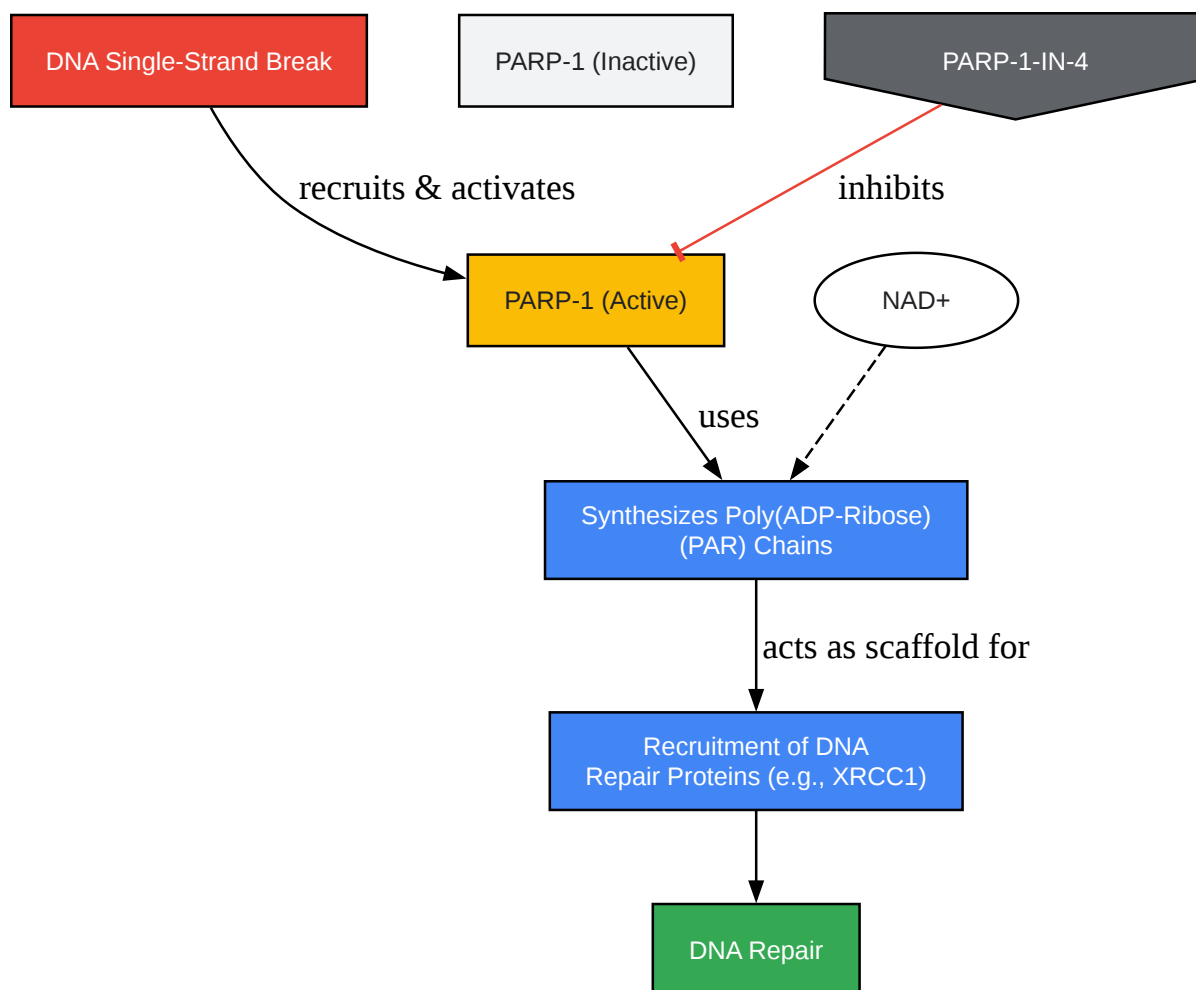 DNA Single-Strand Break
PARP-1 (Inactive)
PARP-1-IN-4
recruits & activates
inhibits
PARP-1 (Active)
NAD+
uses
Synthesizes Poly(ADP-Ribose)
(PAR) Chains
acts as scaffold for
Recruitment of DNA
Repair Proteins (e.g., XRCC1)
DNA Repair